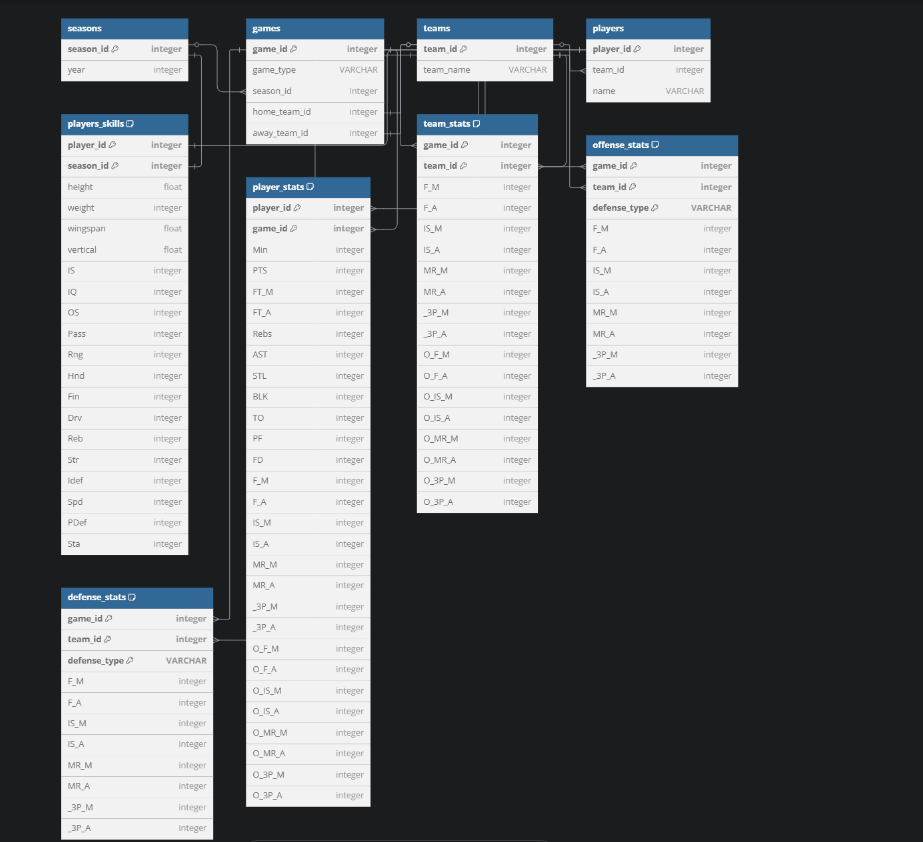 seasons
season_id integer
year integer
games
game_id integer
game_type VARCHAR
season_id integer
home_team_id integer
away_team_id integer
teams
team_id integer
team_name VARCHAR
players
player_id integer
team_id integer
name VARCHAR
players_skills
player_id integer
season_id integer
height float
weight integer
wingspan float
vertical float
IS integer
IQ integer
OS integer
Pass integer
Rng integer
Hnd integer
Fin integer
Drv integer
Reb integer
Str integer
Idef integer
Spd integer
PDef integer
Sta integer
player_stats
player_id integer
game_id integer
Min integer
PTS integer
FT_M integer
FT_A integer
Rebs integer
AST integer
STL integer
BLK integer
TO integer
PF integer
FD integer
F_M integer
F_A integer
IS_M integer
IS_A integer
MR_M integer
MR_A integer
_3P_M integer
_3P_A integer
O_F_M integer
O_F_A integer
O_IS_M integer
O_IS_A integer
O_MR_M integer
O_MR_A integer
O_3P_M integer
O_3P_A integer
team_stats
game_id integer
team_id integer
F_M integer
F_A integer
IS_M integer
IS_A integer
MR_M integer
MR_A integer
_3P_M integer
_3P_A integer
O_F_M integer
O_F_A integer
O_IS_M integer
O_IS_A integer
O_MR_M integer
O_MR_A integer
O_3P_M integer
O_3P_A integer
offense_stats
game_id integer
team_id integer
defense_type VARCHAR
F_M integer
F_A integer
IS_M integer
IS_A integer
MR_M integer
MR_A integer
_3P_M integer
_3P_A integer
defense_stats
game_id integer
team_id integer
defense_type VARCHAR
F_M integer
F_A integer
IS_M integer
IS_A integer
MR_M integer
MR_A integer
_3P_M integer
_3P_A integer